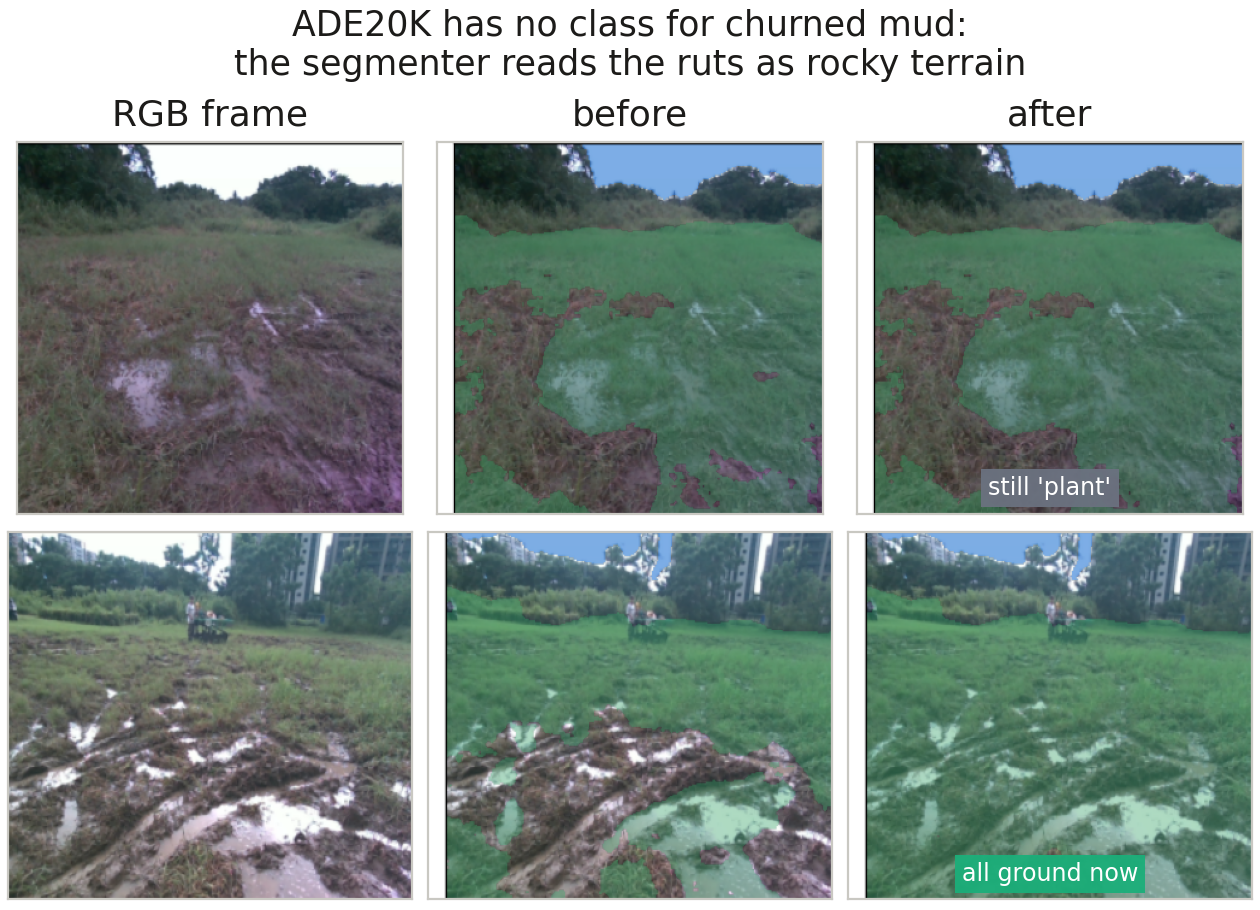 ADE20K has no class for churned mud:
the segmenter reads the ruts as rocky terrain
RGB frame
before
after
still 'plant'
all ground now